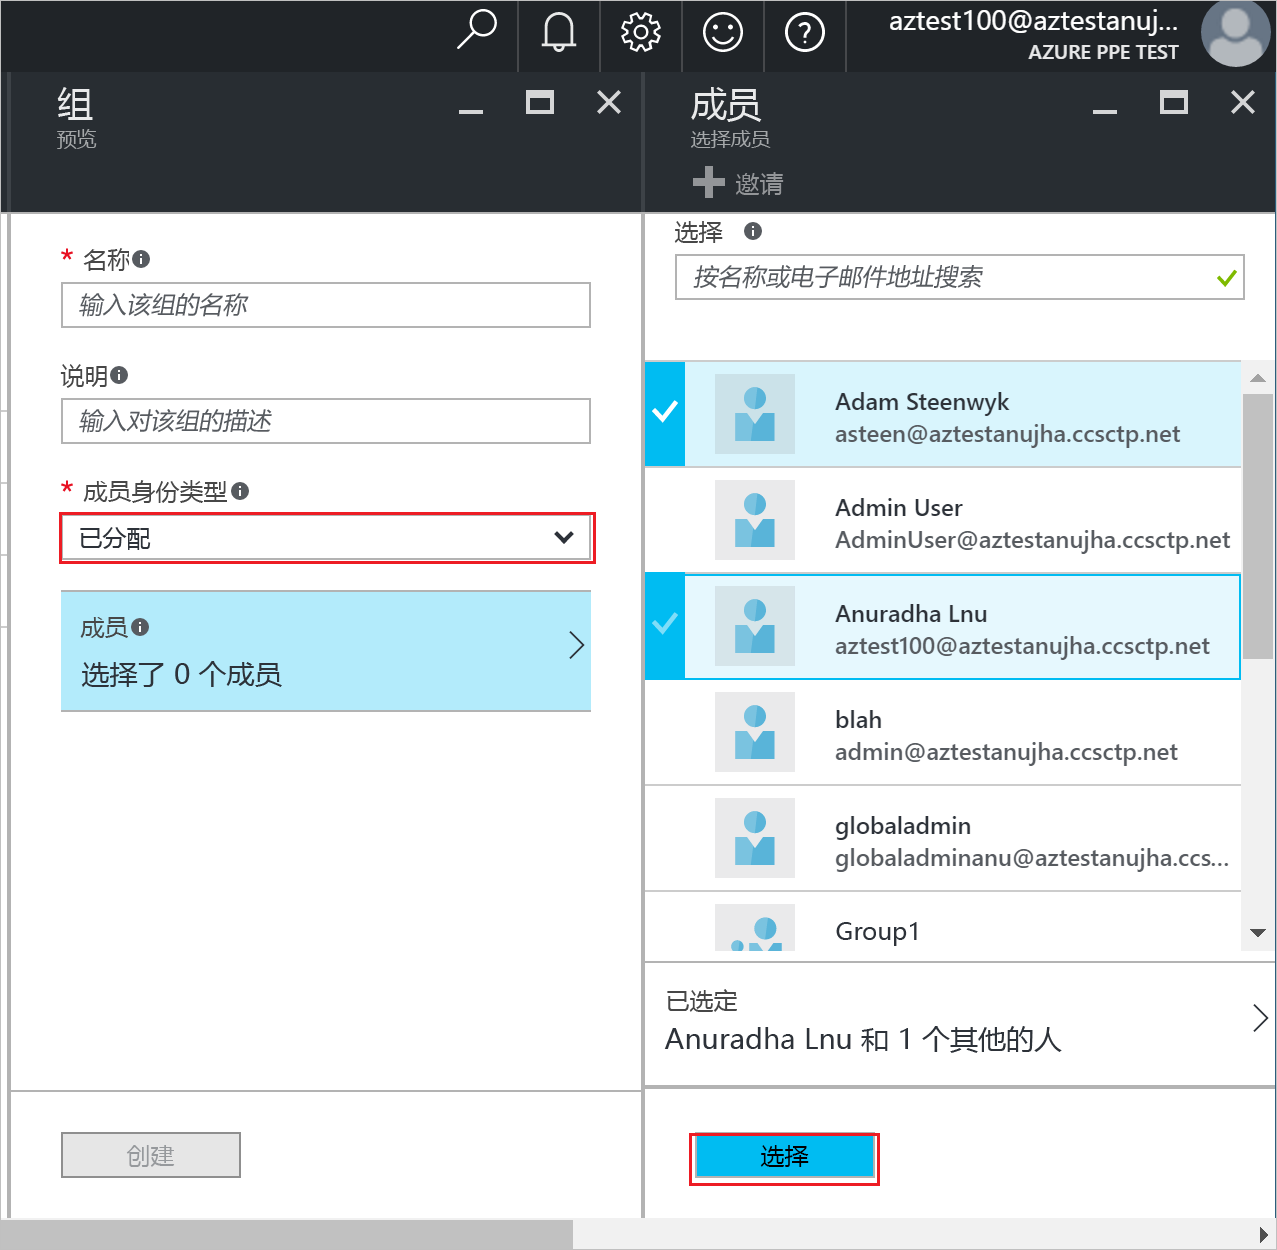 aztest100@aztestanuj...
AZURE PPE TEST
组
预览
* 名称
输入该组的名称
说明
输入对该组的描述
* 成员身份类型
已分配
成员
选择了 0 个成员
创建
成员
选择成员
邀请
选择
按名称或电子邮件地址搜索
Adam Steenwyk
asteen@aztestanujha.ccsctp.net
Admin User
AdminUser@aztestanujha.ccsctp.net
Anuradha Lnu
aztest100@aztestanujha.ccsctp.net
blah
admin@aztestanujha.ccsctp.net
globaladmin
globaladminanu@aztestanujha.ccs...
Group1
已选定
Anuradha Lnu 和 1 个其他的人
选择